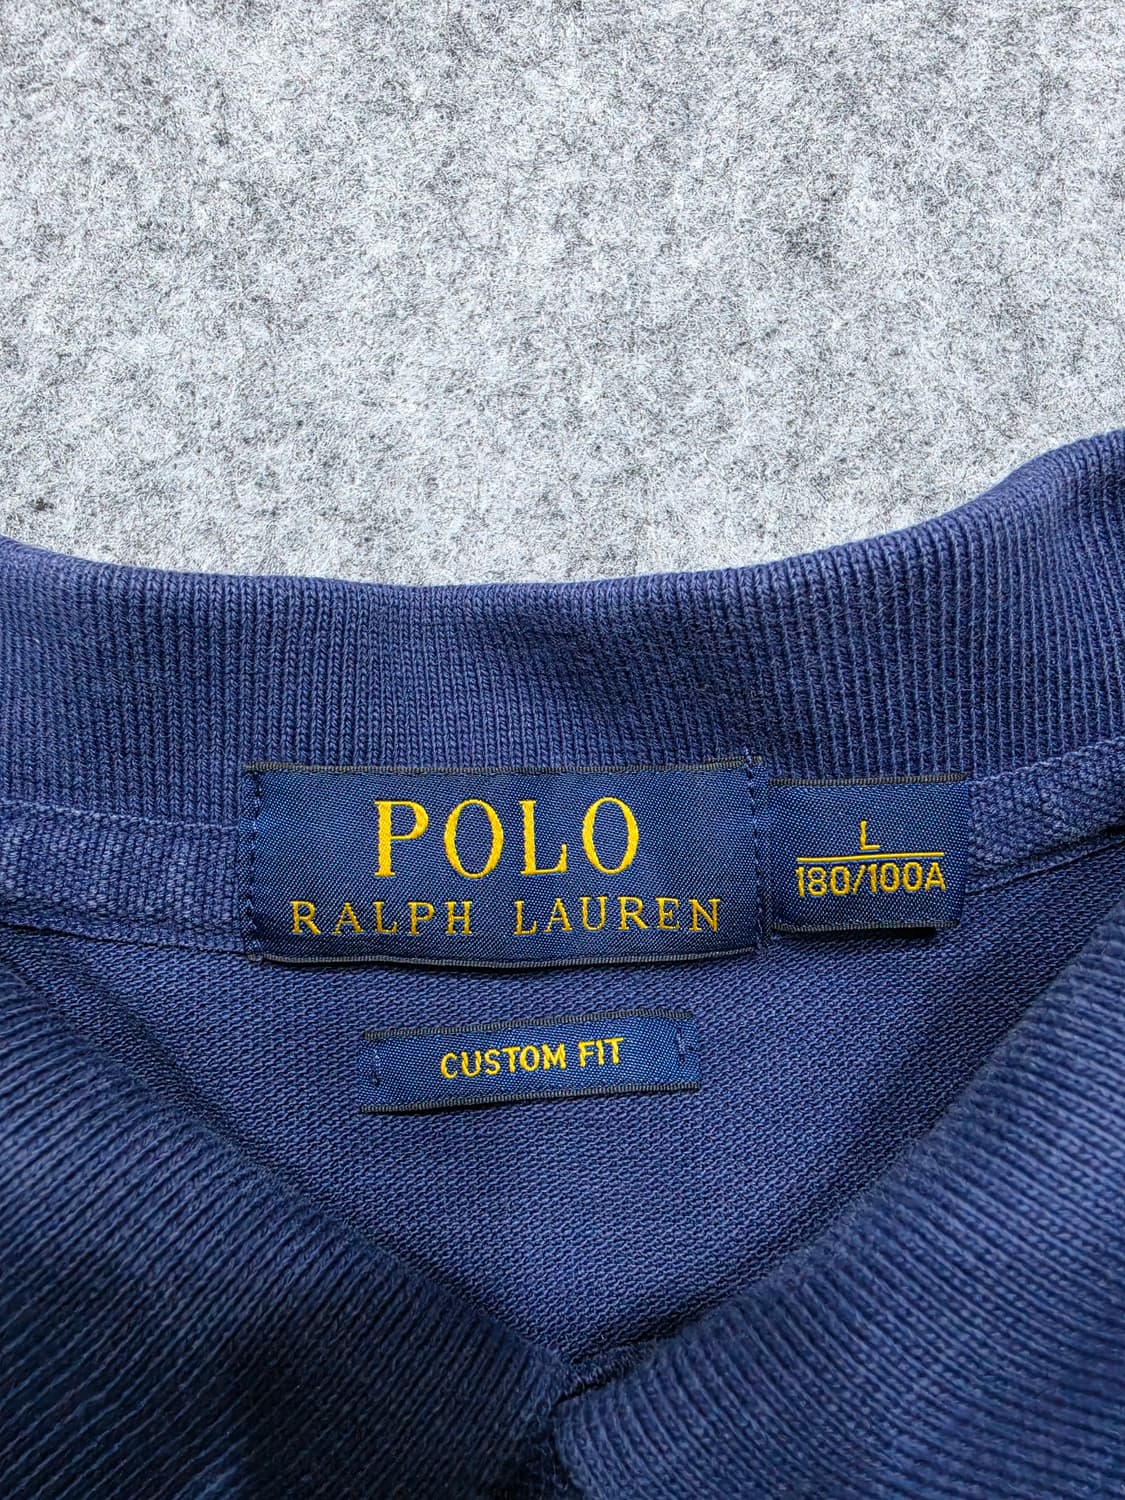 POLO
RALPH LAUREN
L
180/100A
CUSTOM FIT